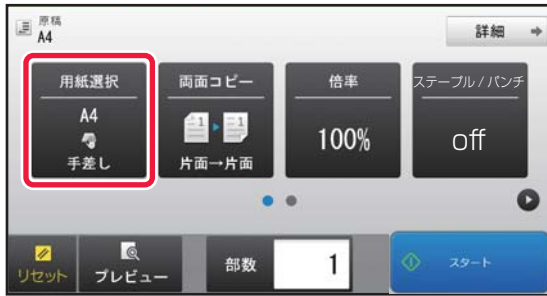 原稿
A4
詳細
用紙選択
A4
手差し
両面コピー
1 1
片面→片面
倍率
100%
ステープル / パンチ
off
リセット
プレビュー
部数
1
スタート